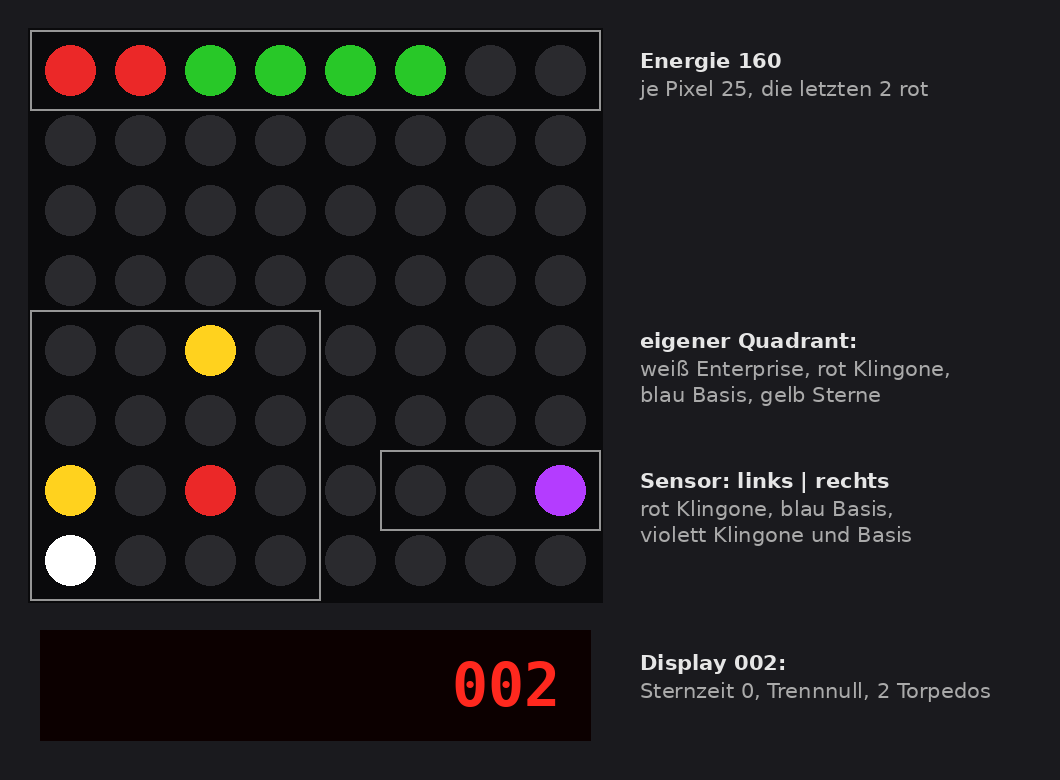 Energie 160
je Pixel 25, die letzten 2 rot
eigener Quadrant:
weiß Enterprise, rot Klingone,
blau Basis, gelb Sterne
Sensor: links | rechts
rot Klingone, blau Basis,
violett Klingone und Basis
002
Display 002:
Sternzeit 0, Trennnull, 2 Torpedos